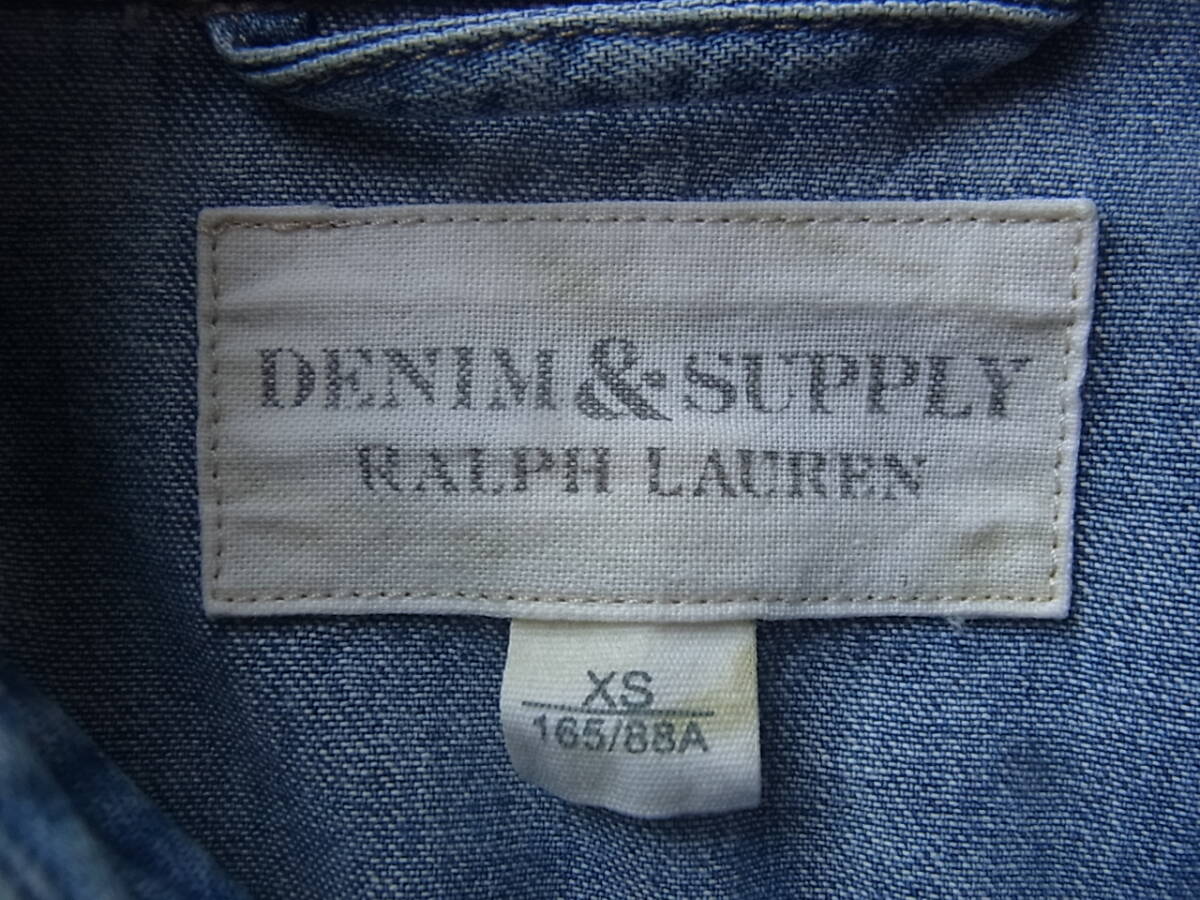 DENIM & SUPPLY
RALPH LAUREN
XS
165/88A